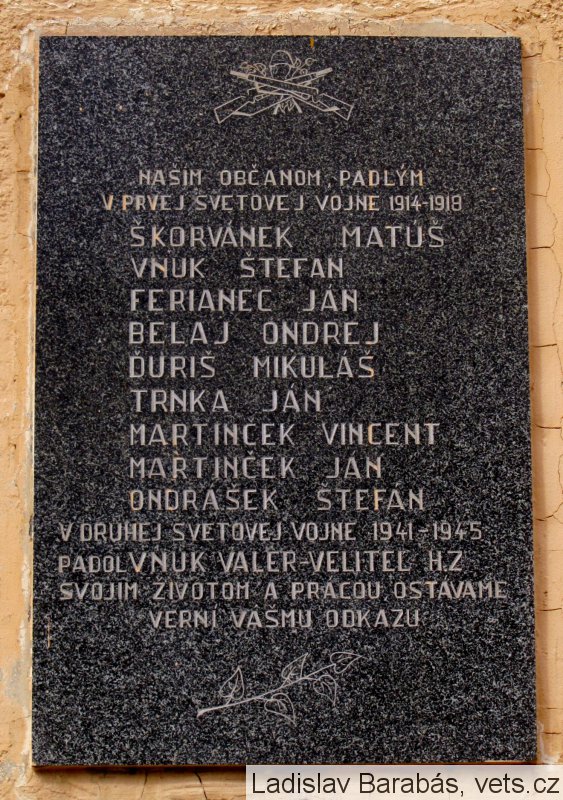 NAŠIM OBČANOM, PADLÝM
V PRVEJ SVETOVEJ VOJNE 1914-1918
ŠKORVÁNEK MATÚŠ
VNUK ŠTEFAN
FERIANEC JÁN
BELAJ ONDREJ
ĎURIŠ MIKULÁŠ
TRNKA JÁN
MARTINČEK VINCENT
MARTINČEK JÁN
ONDRAŠEK ŠTEFÁN
V DRUHEJ SVETOVEJ VOJNE 1941-1945
PADOL VNUK VALER-VELITEĽ H.Z
SVOJIM ŽIVOTOM A PRÁCOU OSTÁVAME
VERNÍ VAŠMU ODKAZU
Ladislav Barabás, vets.cz